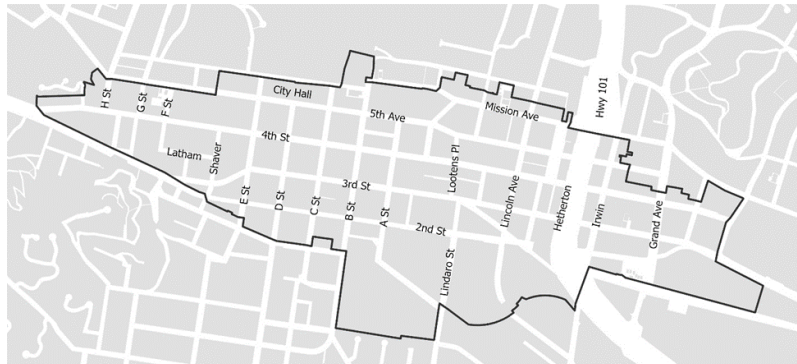 H St
G St
F St
City Hall
5th Ave
Mission Ave
Hwy 101
4th St
Latham
Shaver
3rd St
Lootens Pl
E St
D St
C St
B St
A St
2nd St
Lincoln Ave
Hetherton
Irwin
Grand Ave
Lindaro St